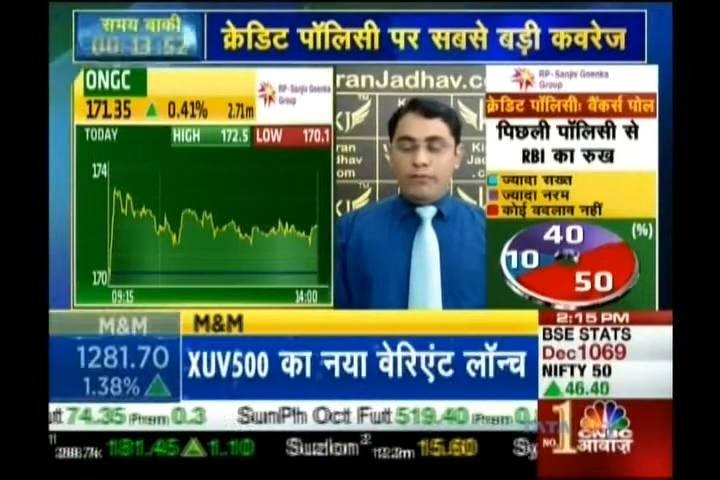 समय बाकी
00:13:52
क्रेडिट पॉलिसी पर सबसे बड़ी कवरेज
ONGC
171.35 0.41% 2.71m
RP-Sanjiv Goenka
Group
TODAY HIGH 172.5 LOW 170.1
174
170
09:15 14:00
ranJadhav.c
RP-Sanjiv Goenka
Group
क्रेडिट पॉलिसी: बैंकर्स पोल
पिछली पॉलिसी से
RBI का रुख
ज्यादा सख्त
ज्यादा नरम
कोई बदलाव नहीं
(%)
40
10
50
M&M
1281.70
1.38%
M&M
XUV500 का नया वेरिएंट लॉन्च
2:15 PM
BSE STATS
Dec1069
NIFTY 50
46.40
74.35 Prem 0.3 SunPh Oct Fut 519.40 Prem 0.
181.45 1.10 Suzlon 15.60
NO. 1
CNBC
आवाज़